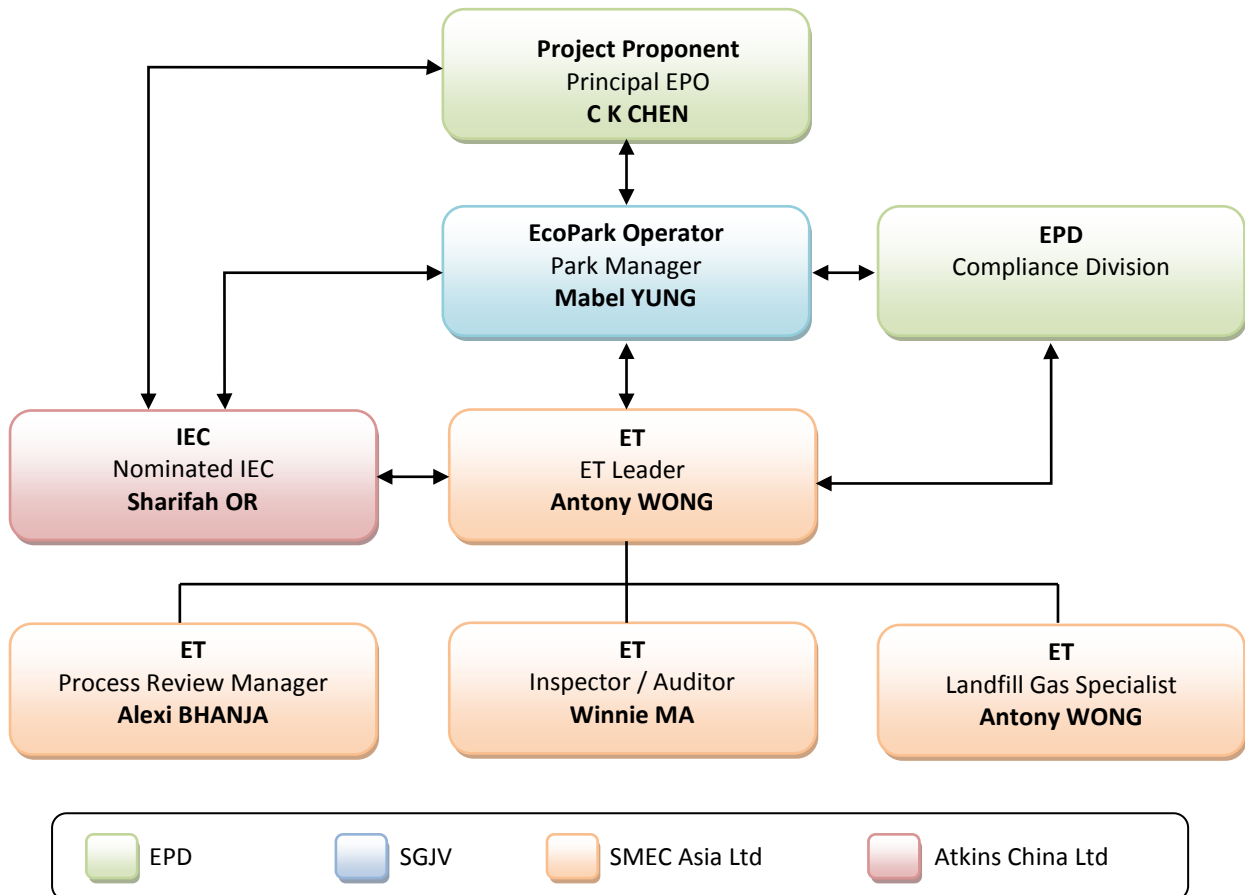 Project Proponent
Principal EPO
C K CHEN
EcoPark Operator
Park Manager
Mabel YUNG
EPD
Compliance Division
IEC
Nominated IEC
Sharifah OR
ET
ET Leader
Antony WONG
ET
Process Review Manager
Alexi BHANJA
ET
Inspector / Auditor
Winnie MA
ET
Landfill Gas Specialist
Antony WONG
EPD
SGJV
SMEC Asia Ltd
Atkins China Ltd